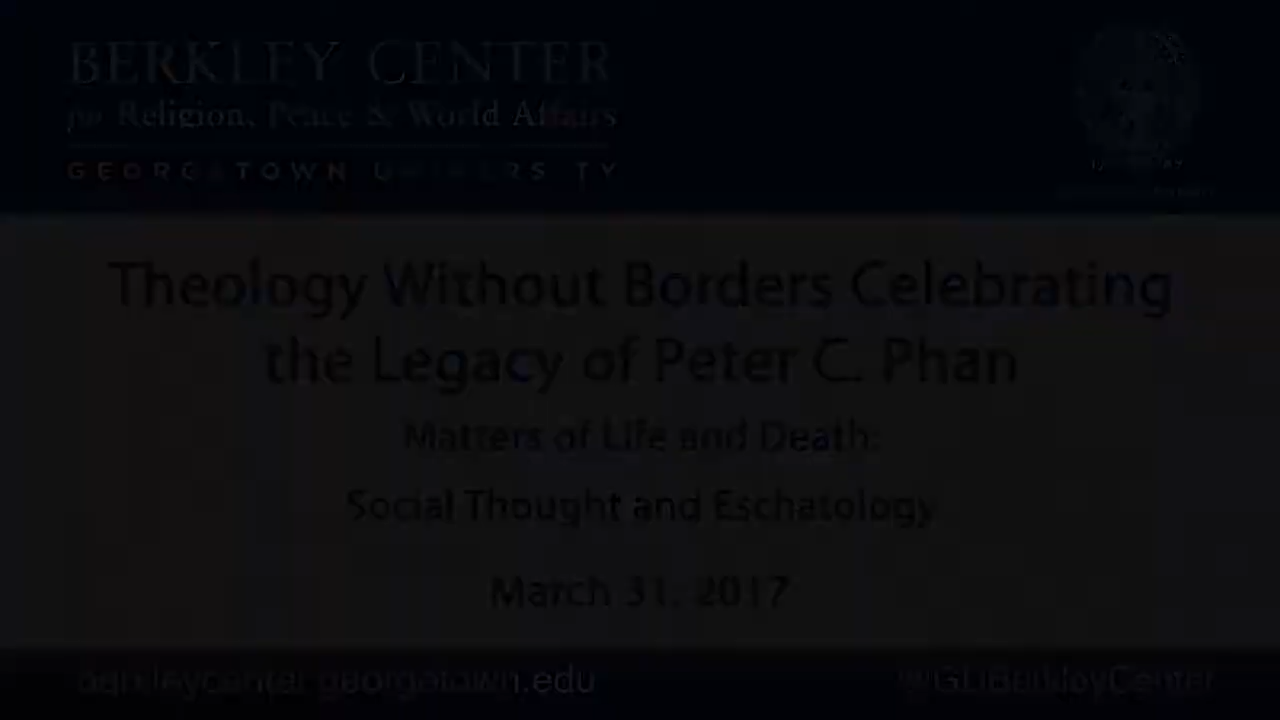 BERKLEY CENTER
for Religion, Peace & World Affairs
GEORGETOWN UNIVERSITY
Theology Without Borders Celebrating
the Legacy of Peter C. Phan
Matters of Life and Death:
Social Thought and Eschatology
March 31, 2017
berkleycenter.georgetown.edu
@GUBerkleyCenter